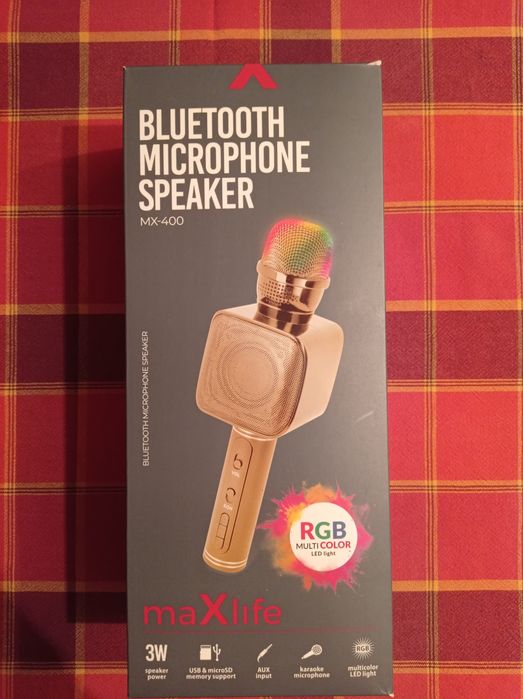 BLUETOOTH
MICROPHONE
SPEAKER
MX-400
BLUETOOTH MICROPHONE SPEAKER
RGB
MULTI COLOR
LED light
maXlife
3W
speaker
power
USB & microSD
memory support
AUX
input
karaoke
microphone
RGB
multicolor
LED light